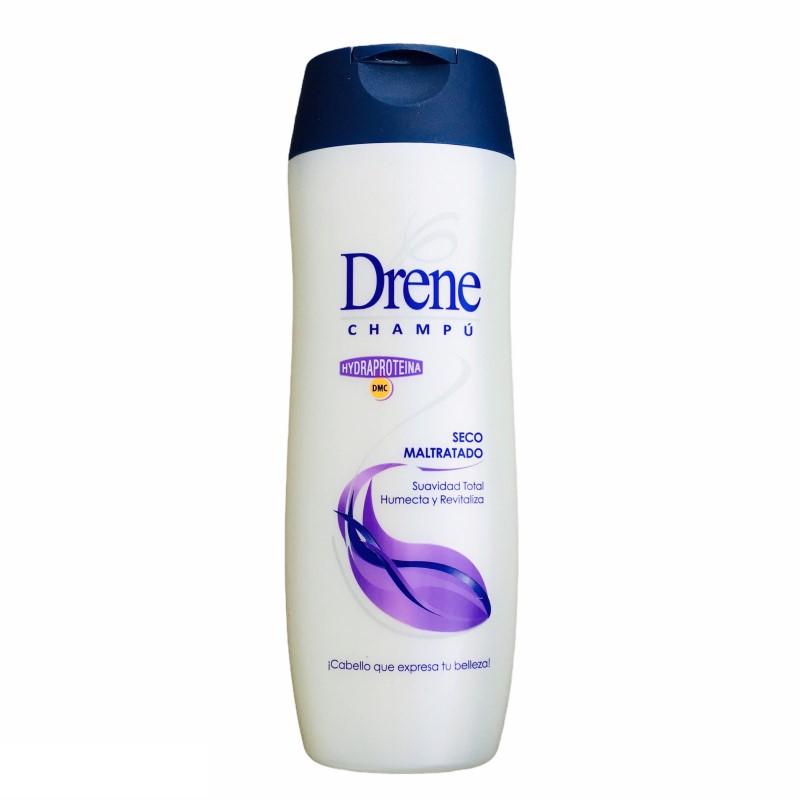 Drene
CHAMPÚ
HYDRAPROTEINA
DMC
SECO
MALTRATADO
Suavidad Total
Humecta y Revitaliza
¡Cabello que expresa tu belleza!